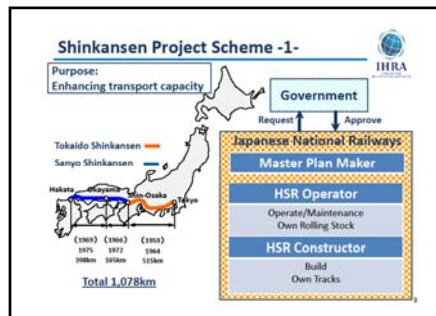 Shinkansen Project Scheme -1-
IHRA
Purpose:
Enhancing transport capacity
Tokaido Shinkansen
Sanyo Shinkansen
Hakata
Okayama
Shin-Osaka
Tokyo
(1969)
1975
398km
(1966)
1972
165km
(1959)
1964
515km
Total 1,078km
Government
Request
Approve
Japanese National Railways
Master Plan Maker
HSR Operator
Operate/Maintenance
Own Rolling Stock
HSR Constructor
Build
Own Tracks